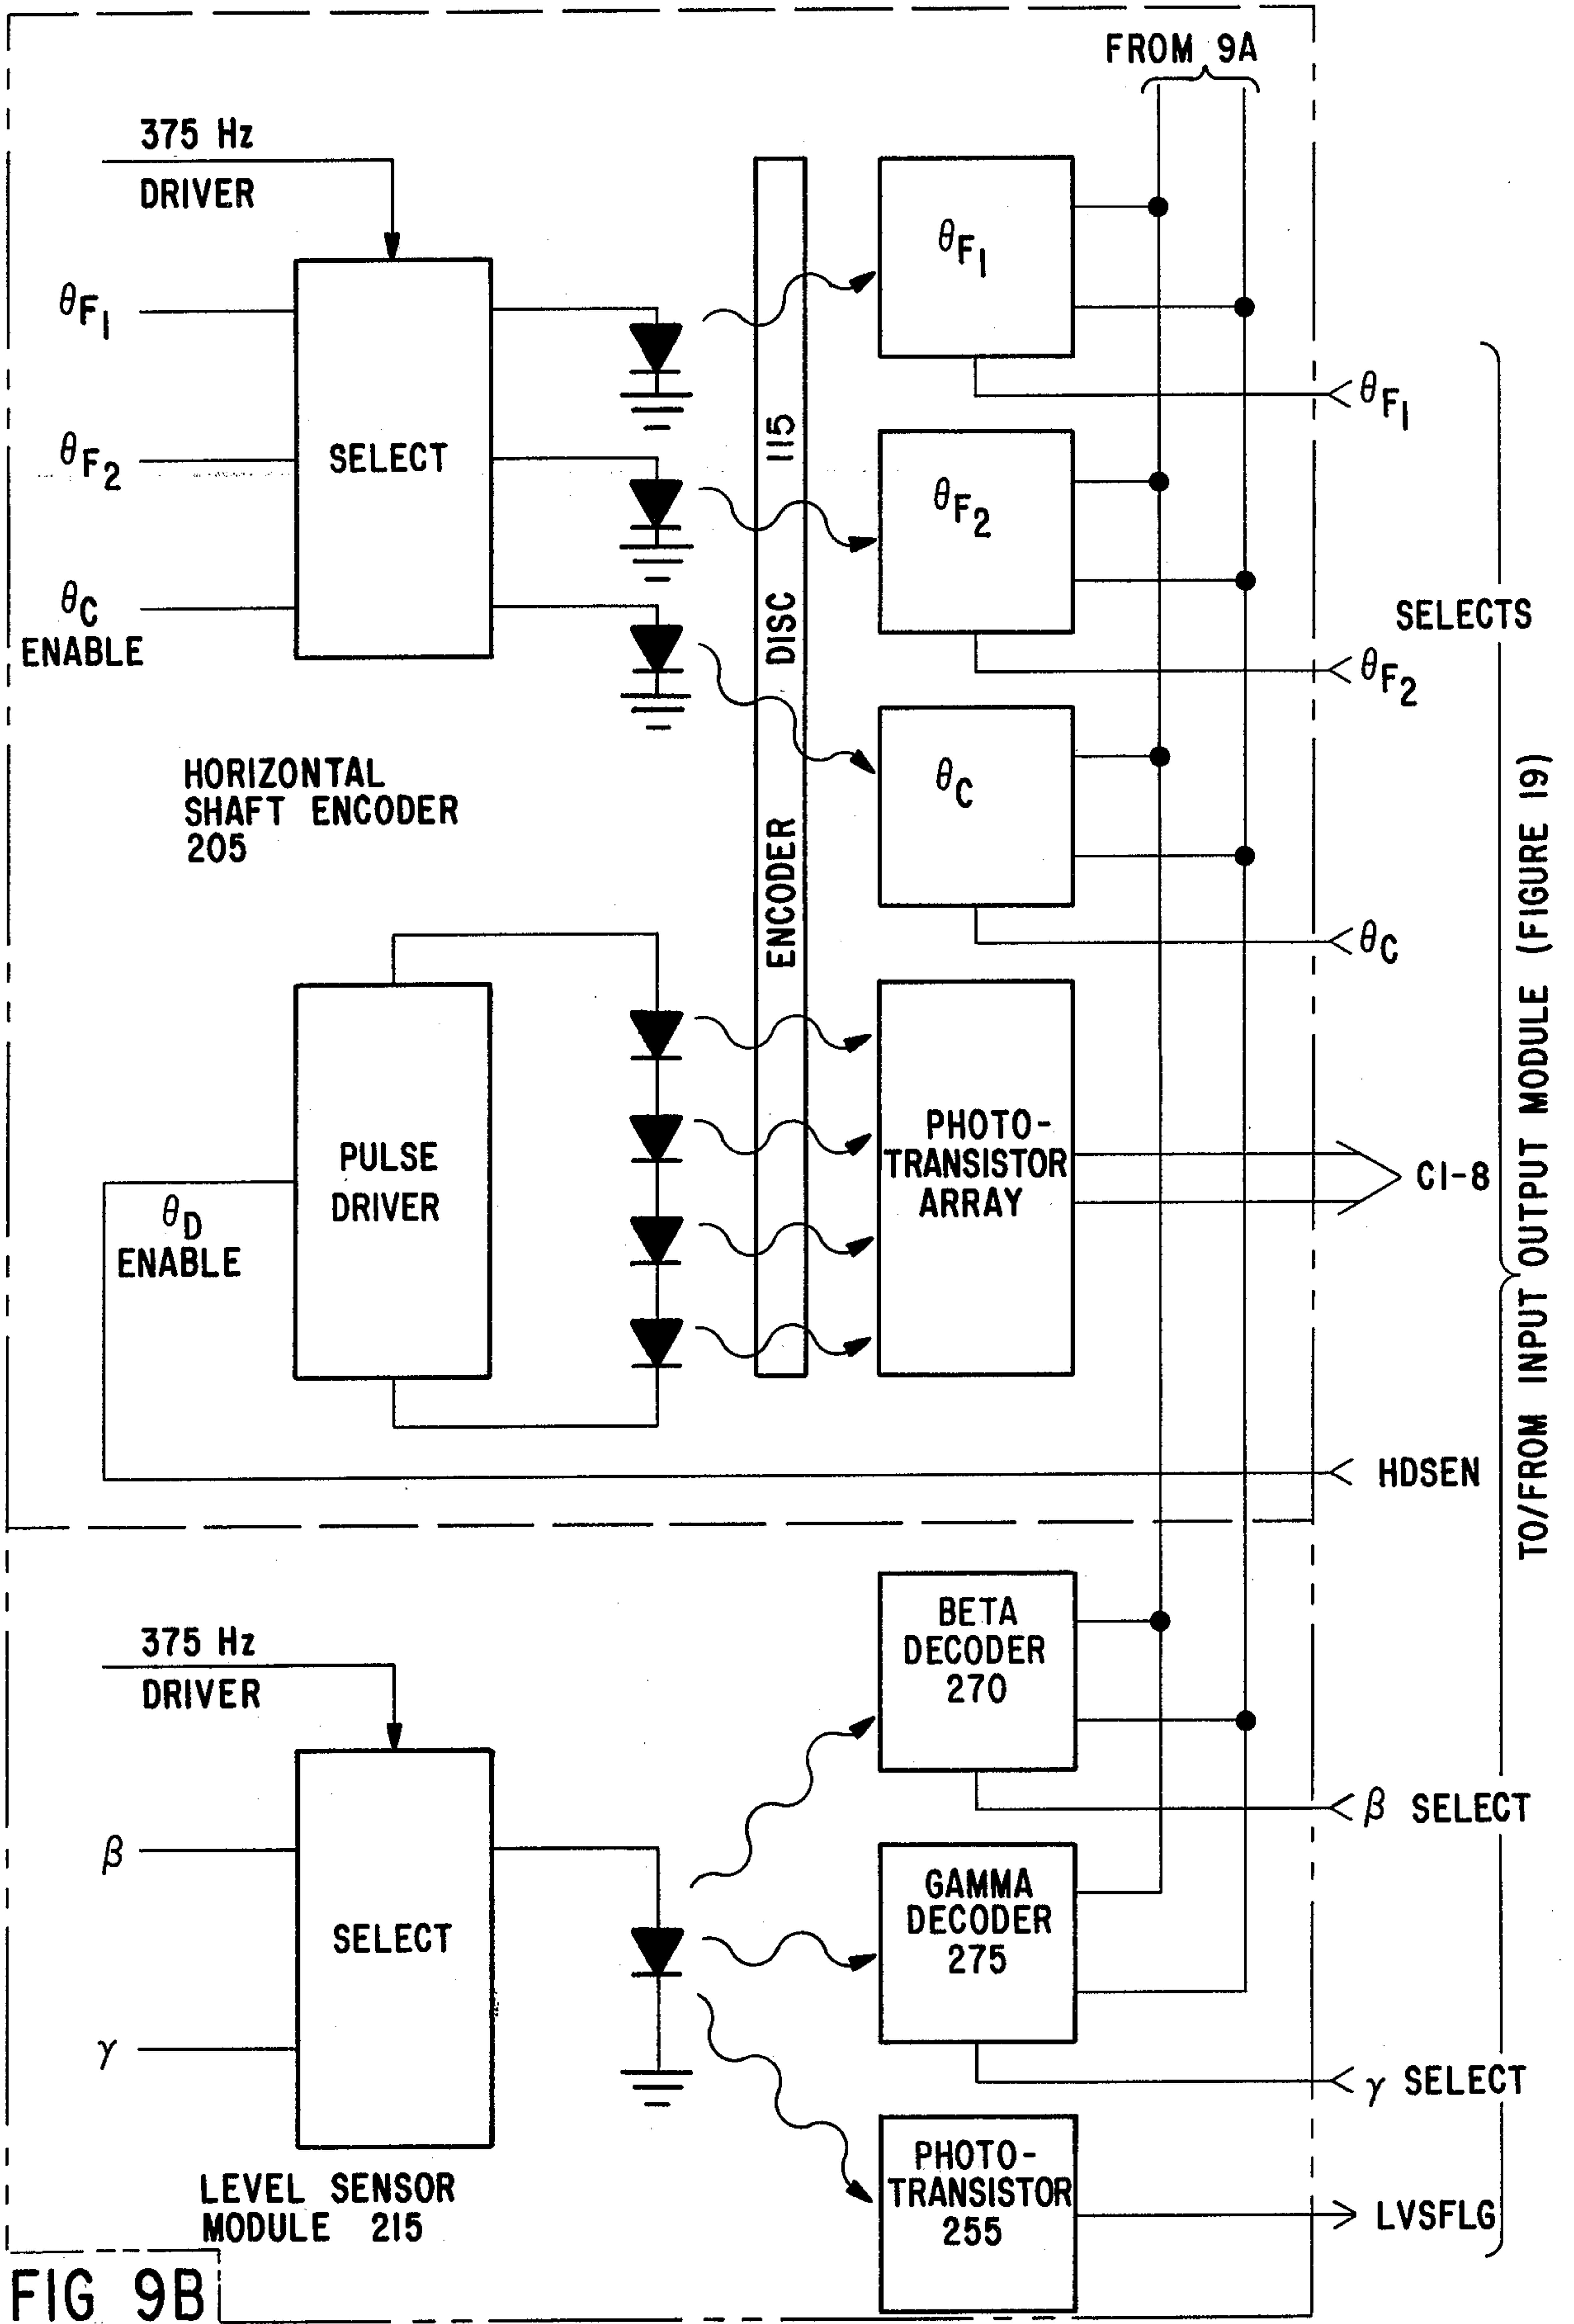 FROM 9A
375 Hz
DRIVER
θF1
θF2
θC
ENABLE
SELECT
HORIZONTAL
SHAFT ENCODER
205
ENCODER DISC 115
θF1
θF2
θC
θF1
SELECTS
θF2
θC
PULSE
DRIVER
θD
ENABLE
PHOTO-
TRANSISTOR
ARRAY
C1-8
HDSEN
TO/FROM INPUT OUTPUT MODULE (FIGURE 19)
375 Hz
DRIVER
β
γ
SELECT
BETA
DECODER
270
β SELECT
GAMMA
DECODER
275
γ SELECT
PHOTO-
TRANSISTOR
255
LVSFLG
LEVEL SENSOR
MODULE 215
FIG 9B